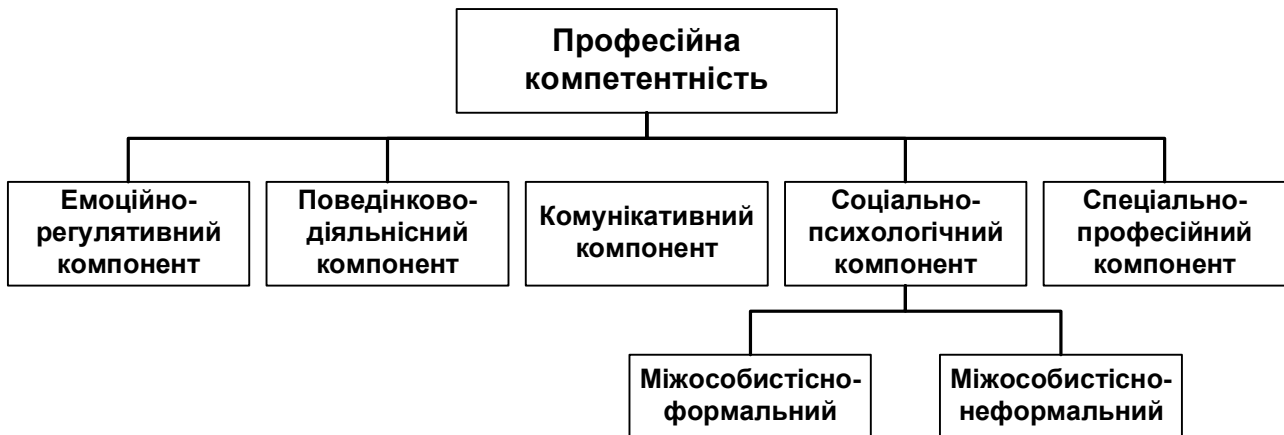 Професійна
компетентність
Емоційно-
регулятивний
компонент
Поведінково-
діяльнісний
компонент
Комунікативний
компонент
Соціально-
психологічний
компонент
Спеціально-
професійний
компонент
Міжособистісно-
формальний
Міжособистісно-
неформальний